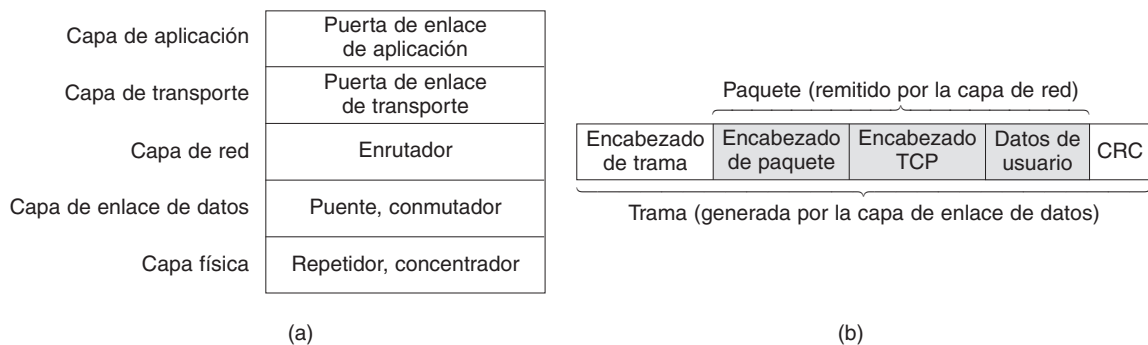 Capa de aplicación
Puerta de enlace
de aplicación
Capa de transporte
Puerta de enlace
de transporte
Capa de red
Enrutador
Capa de enlace de datos
Puente, conmutador
Capa física
Repetidor, concentrador
(a)
Paquete (remitido por la capa de red)
Encabezado
de trama
Encabezado
de paquete
Encabezado
TCP
Datos de
usuario
CRC
Trama (generada por la capa de enlace de datos)
(b)